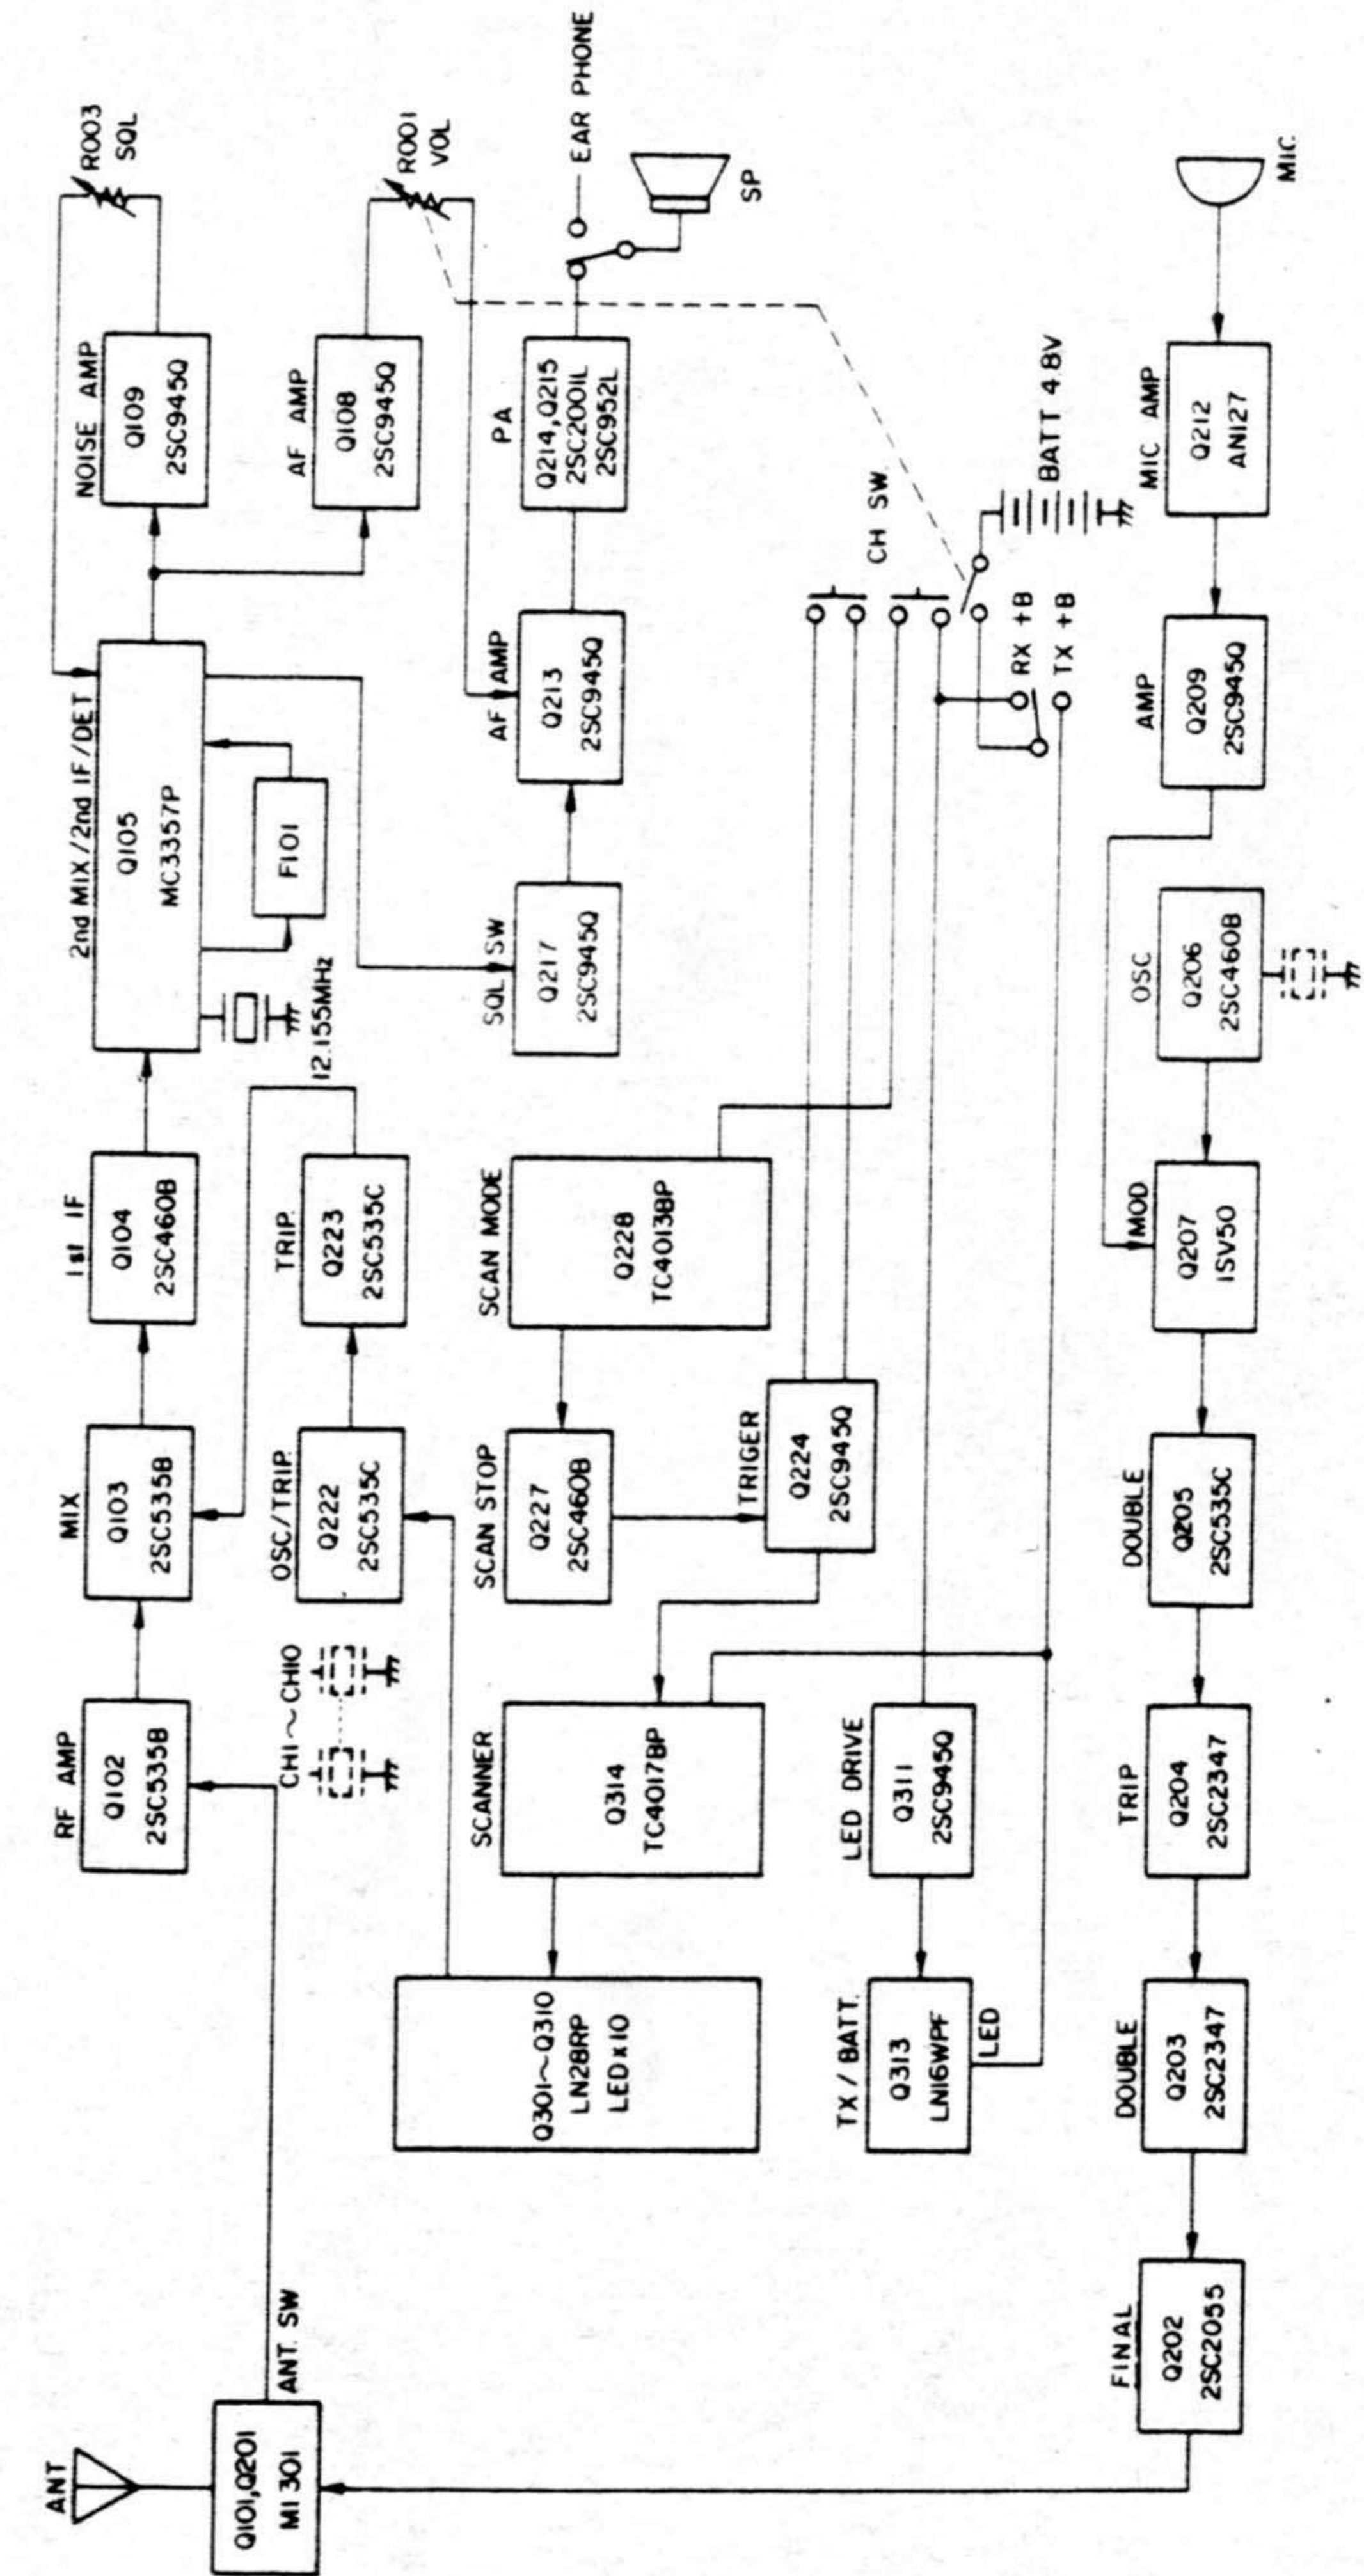 ANT
Q101,Q201
MI 301
ANT. SW
RF AMP
Q102
2SC535B
MIX
Q103
2SC535B
1st IF
Q104
2SC460B
2nd MIX/2nd IF/DET
Q105
MC3357P
F101
12.155MHz
NOISE AMP
Q109
2SC945Q
R003
SQL
AF AMP
Q108
2SC945Q
R001
VOL
CH1~CH10
OSC/TRIP.
Q222
2SC535C
TRIP.
Q223
2SC535C
SQL SW
Q217
2SC945Q
AF AMP
Q213
2SC945Q
PA
Q214,Q215
2SC2001L
2SC952L
EAR PHONE
SP
Q301~Q310
LN28RP
LEDx10
SCANNER
Q314
TC4017BP
SCAN STOP
Q227
2SC460B
SCAN MODE
Q228
TC4013BP
TRIGER
Q224
2SC945Q
CH SW
TX / BATT.
Q313
LN16WPF
LED
LED DRIVE
Q311
2SC945Q
RX +B
TX +B
BATT 4.8V
FINAL
Q202
2SC2055
DOUBLE
Q203
2SC2347
TRIP
Q204
2SC2347
DOUBLE
Q205
2SC535C
MOD
Q207
1SV50
OSC
Q206
2SC460B
AMP
Q209
2SC945Q
MIC AMP
Q212
AN127
MIC.